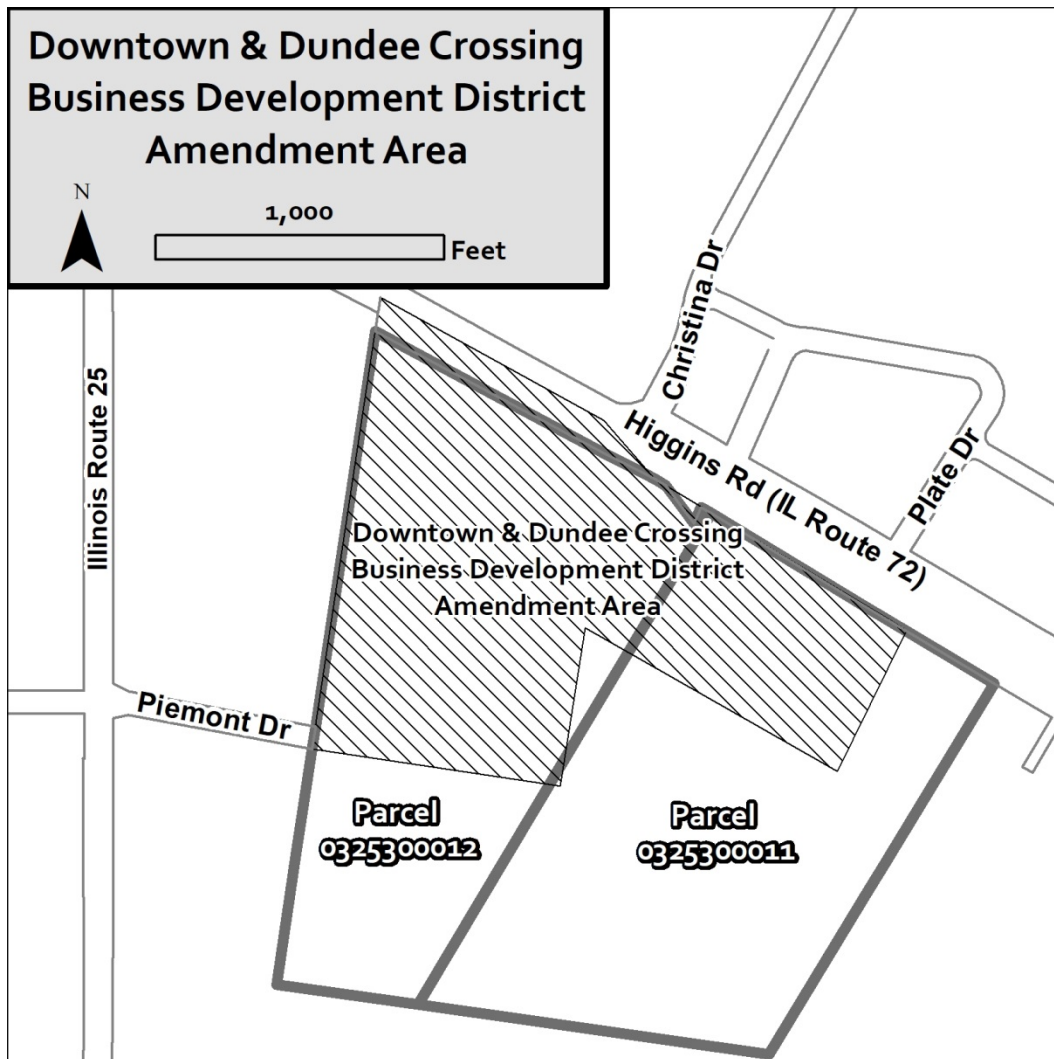 Downtown & Dundee Crossing
Business Development District
Amendment Area
N
1,000
Feet
Christina Dr
Illinois Route 25
Higgins Rd (IL Route 72)
Plate Dr
Downtown & Dundee Crossing
Business Development District
Amendment Area
Piemont Dr
Parcel
0325300012
Parcel
0325300011